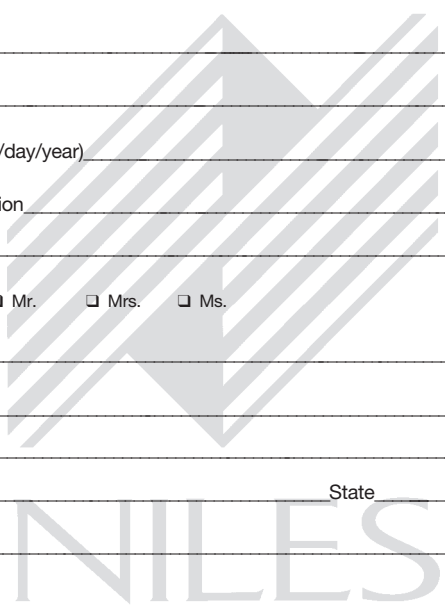 /day/year)
ion
❑ Mr. ❑ Mrs. ❑ Ms.
State
NILES